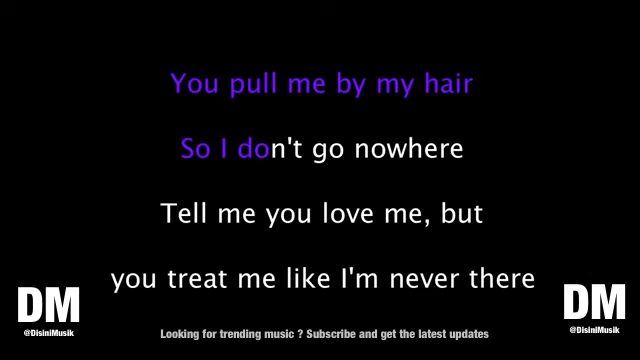 You pull me by my hair
So I don't go nowhere
Tell me you love me, but
you treat me like I'm never there
DM
@DisiniMusik
Looking for trending music ? Subscribe and get the latest updates
DM
@DisiniMusik